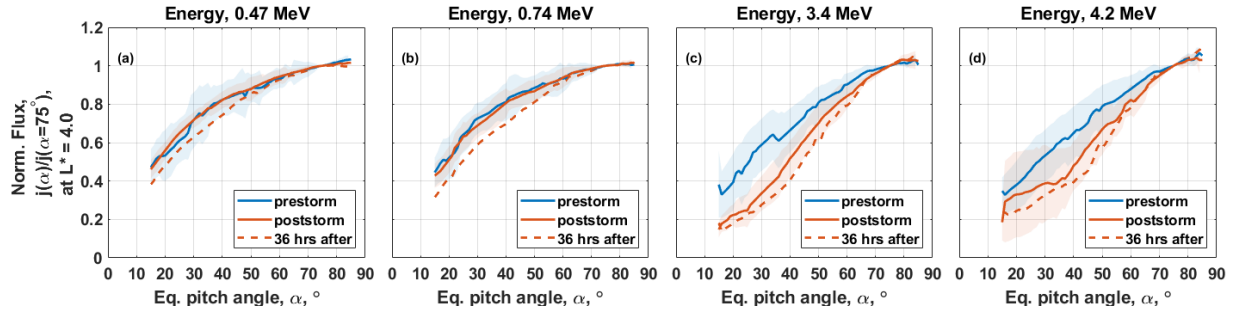 Energy, 0.47 MeV
Energy, 0.74 MeV
Energy, 3.4 MeV
Energy, 4.2 MeV
Norm. Flux,
j(α)/j(α=75°),
at L* = 4.0
1.2
1
0.8
0.6
0.4
0.2
0
(a)
prestorm
poststorm
36 hrs after
0 10 20 30 40 50 60 70 80 90
Eq. pitch angle, α, °
(b)
prestorm
poststorm
36 hrs after
0 10 20 30 40 50 60 70 80 90
Eq. pitch angle, α, °
(c)
prestorm
poststorm
36 hrs after
0 10 20 30 40 50 60 70 80 90
Eq. pitch angle, α, °
(d)
prestorm
poststorm
36 hrs after
0 10 20 30 40 50 60 70 80 90
Eq. pitch angle, α, °